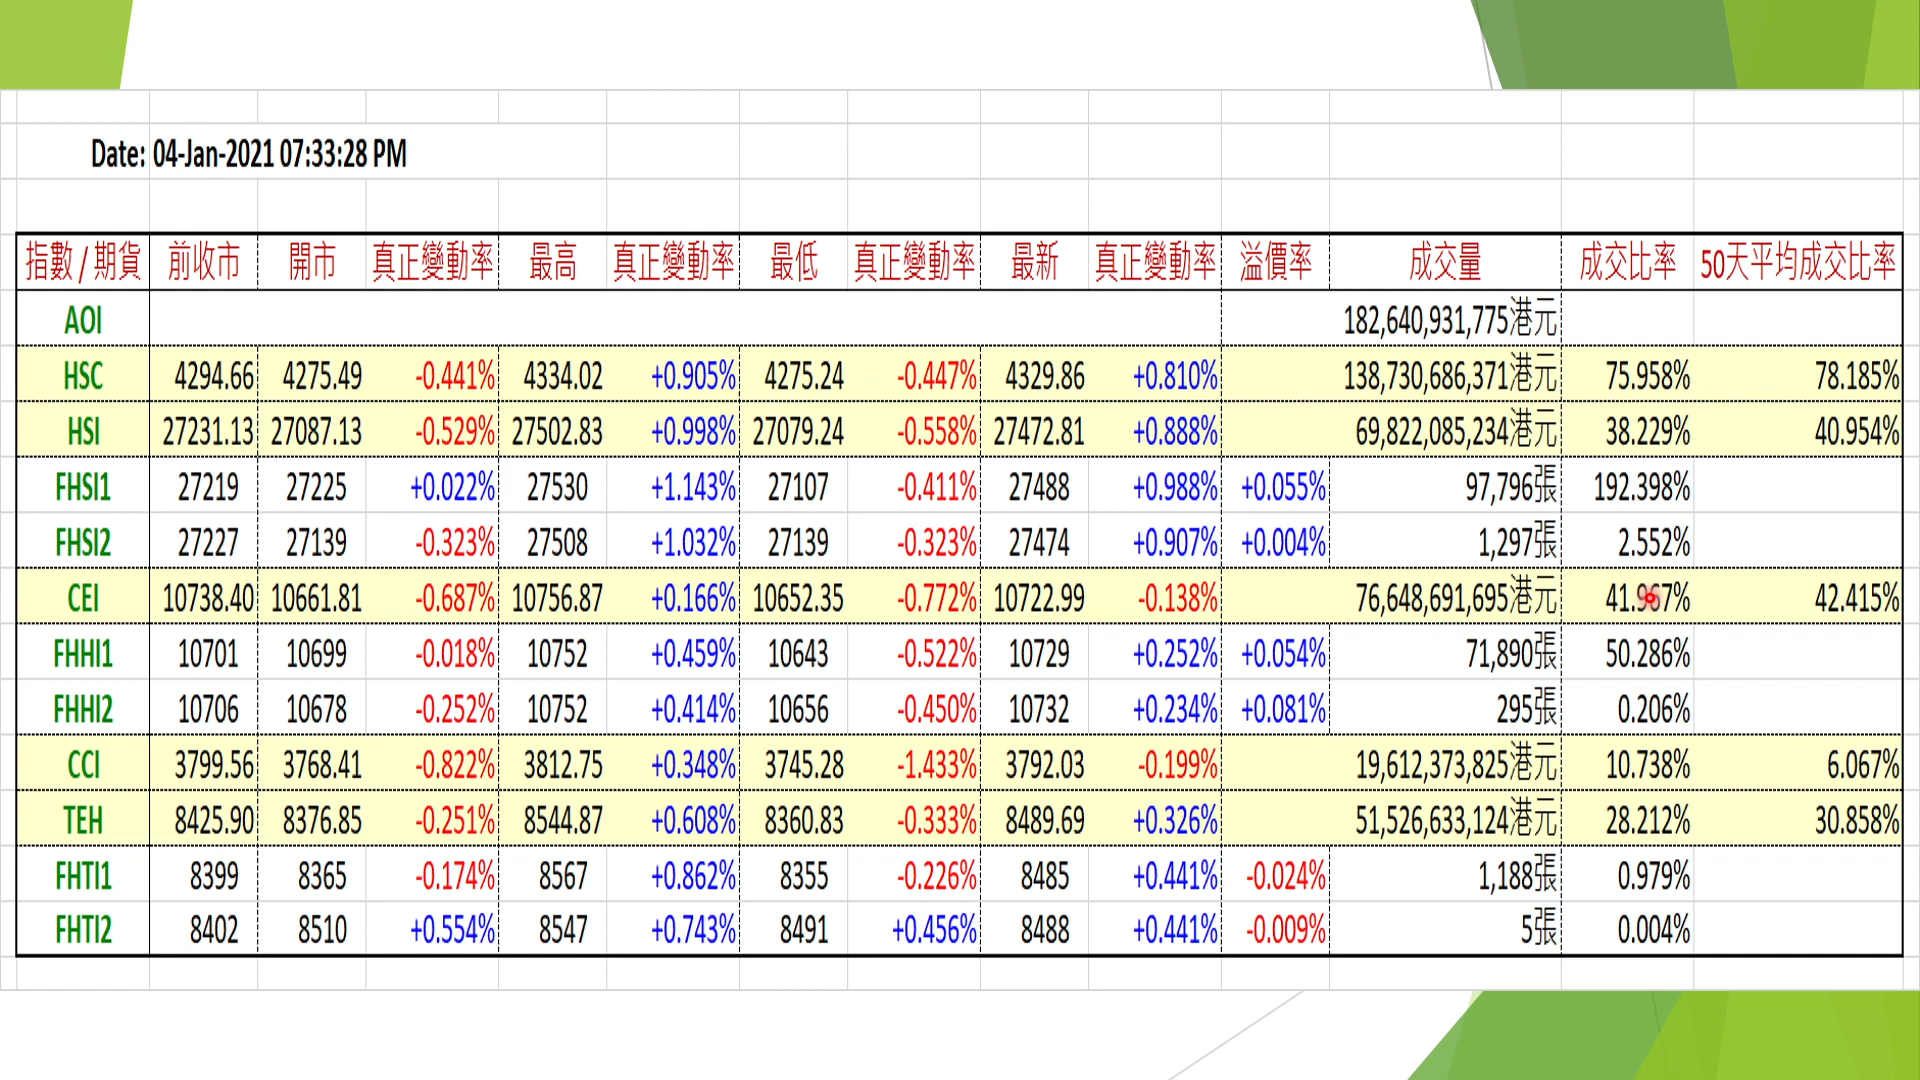 Date: 04-Jan-2021 07:33:28 PM
指數 / 期貨 前收市 開市 真正變動率 最高 真正變動率 最低 真正變動率 最新 真正變動率 溢價率 成交量 成交比率 50天平均成交比率
AOI 182,640,931,775港元
HSC 4294.66 4275.49 -0.441% 4334.02 +0.905% 4275.24 -0.447% 4329.86 +0.810% 138,730,686,371港元 75.958% 78.185%
HSI 27231.13 27087.13 -0.529% 27502.83 +0.998% 27079.24 -0.558% 27472.81 +0.888% 69,822,085,234港元 38.229% 40.954%
FHSI1 27219 27225 +0.022% 27530 +1.143% 27107 -0.411% 27488 +0.988% +0.055% 97,796張 192.398%
FHSI2 27227 27139 -0.323% 27508 +1.032% 27139 -0.323% 27474 +0.907% +0.004% 1,297張 2.552%
CEI 10738.40 10661.81 -0.687% 10756.87 +0.166% 10652.35 -0.772% 10722.99 -0.138% 76,648,691,695港元 41.967% 42.415%
FHHI1 10701 10699 -0.018% 10752 +0.459% 10643 -0.522% 10729 +0.252% +0.054% 71,890張 50.286%
FHHI2 10706 10678 -0.252% 10752 +0.414% 10656 -0.450% 10732 +0.234% +0.081% 295張 0.206%
CCI 3799.56 3768.41 -0.822% 3812.75 +0.348% 3745.28 -1.433% 3792.03 -0.199% 19,612,373,825港元 10.738% 6.067%
TEH 8425.90 8376.85 -0.251% 8544.87 +0.608% 8360.83 -0.333% 8489.69 +0.326% 51,526,633,124港元 28.212% 30.858%
FHTI1 8399 8365 -0.174% 8567 +0.862% 8355 -0.226% 8485 +0.441% -0.024% 1,188張 0.979%
FHTI2 8402 8510 +0.554% 8547 +0.743% 8491 +0.456% 8488 +0.441% -0.009% 5張 0.004%